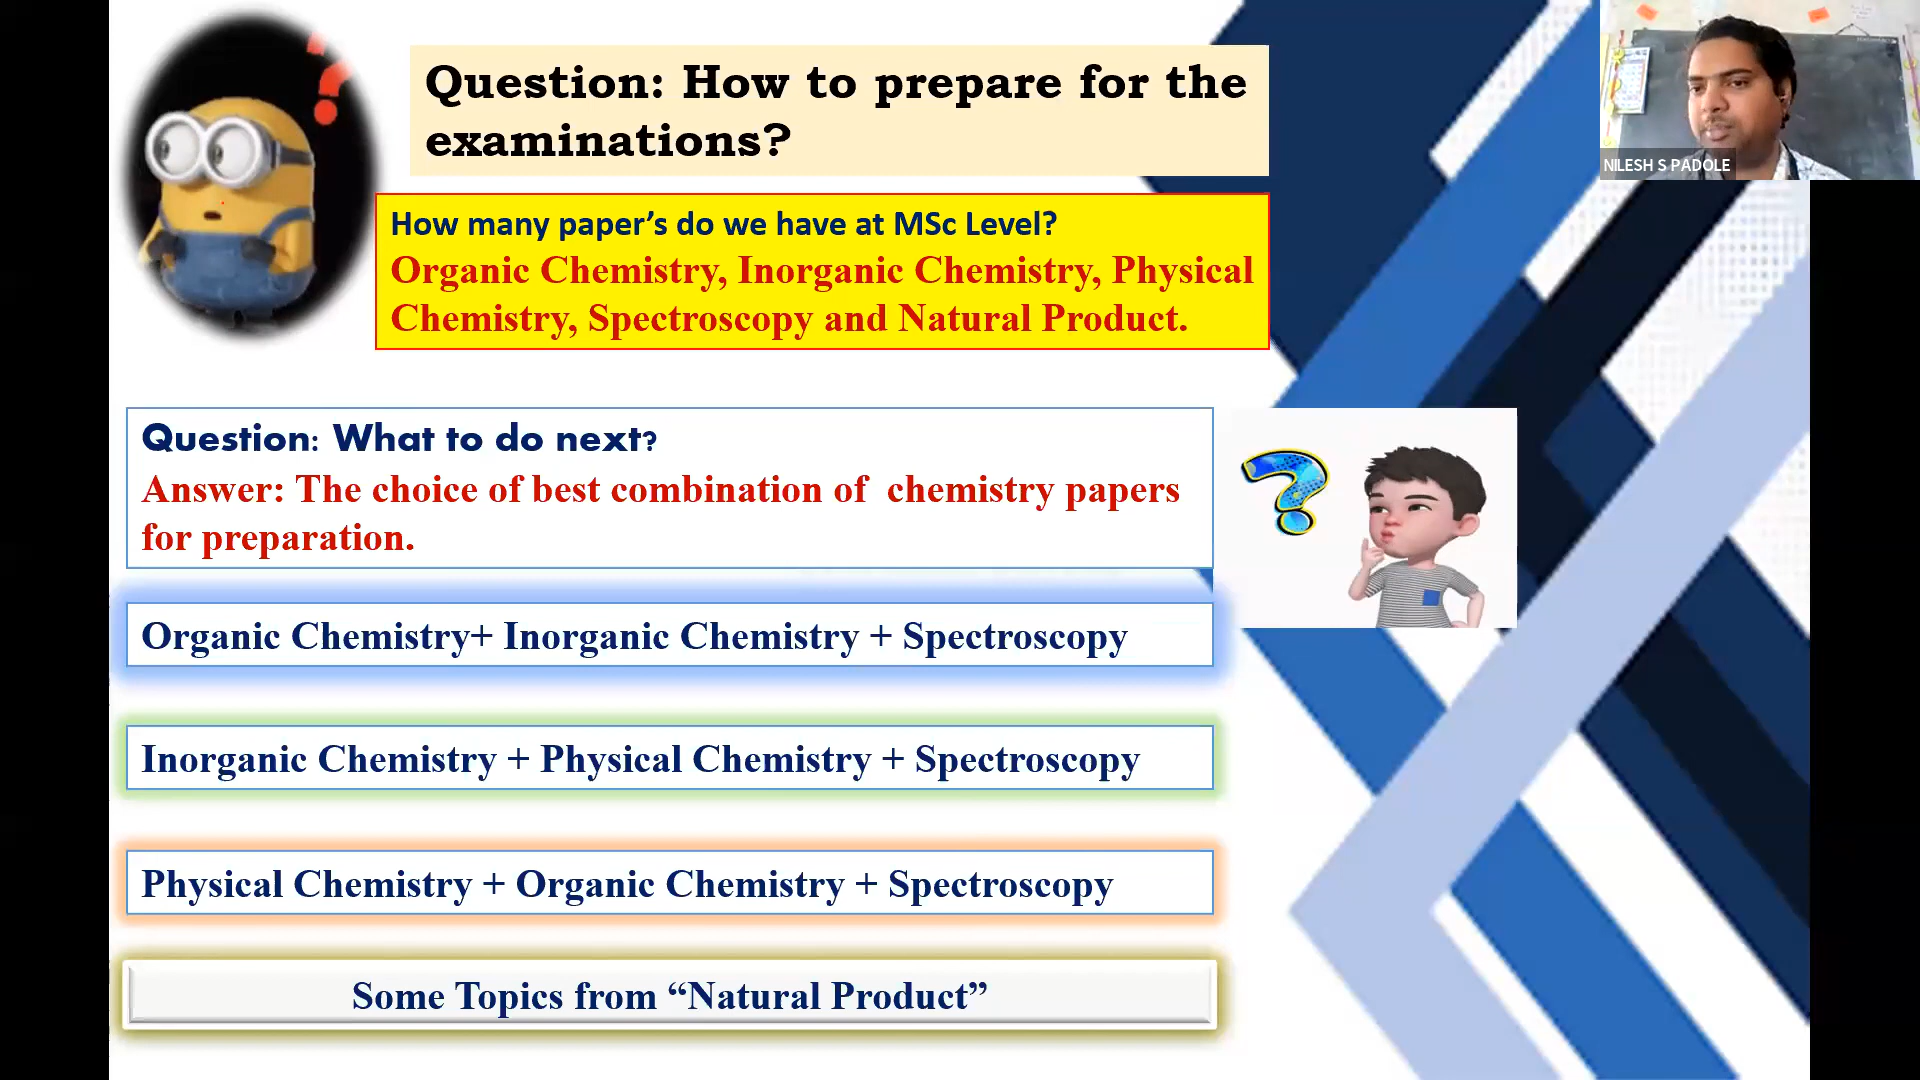 Question: How to prepare for the
examinations?
How many paper’s do we have at MSc Level?
Organic Chemistry, Inorganic Chemistry, Physical
Chemistry, Spectroscopy and Natural Product.
NILESH S PADOLE
Question: What to do next?
Answer: The choice of best combination of  chemistry papers
for preparation.
Organic Chemistry+ Inorganic Chemistry + Spectroscopy
Inorganic Chemistry + Physical Chemistry + Spectroscopy
Physical Chemistry + Organic Chemistry + Spectroscopy
Some Topics from “Natural Product”